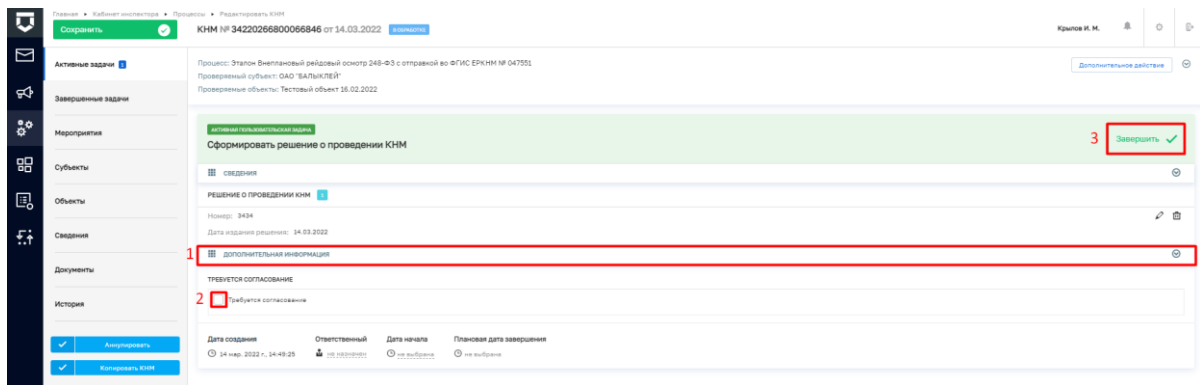 Главная • Кабинет инспектора • Процессы • Редактировать КНМ
Сохранить
КНМ № 34220266800066846 от 14.03.2022 В ОБРАБОТКЕ
Крылов И. М.
Активные задачи 1
Завершенные задачи
Мероприятия
Субъекты
Объекты
Сведения
Документы
История
Аннулировать
Копировать КНМ
Процесс: Эталон Внеплановый рейдовый осмотр 248-ФЗ с отправкой во ФГИС ЕРКНМ № 047551
Дополнительное действие
Проверяемый субъект: ОАО "БАЛЫКЛЕЙ"
Проверяемые объекты: Тестовый объект 16.02.2022
АКТИВНАЯ ПОЛЬЗОВАТЕЛЬСКАЯ ЗАДАЧА
Сформировать решение о проведении КНМ
3 Завершить
СВЕДЕНИЯ
РЕШЕНИЕ О ПРОВЕДЕНИИ КНМ 1
Номер: 3434
Дата издания решения: 14.03.2022
1 ДОПОЛНИТЕЛЬНАЯ ИНФОРМАЦИЯ
ТРЕБУЕТСЯ СОГЛАСОВАНИЕ
2 Требуется согласование
Дата создания Ответственный Дата начала Плановая дата завершения
14 мар. 2022 г., 14:49:25 не назначен не выбрана не выбрана